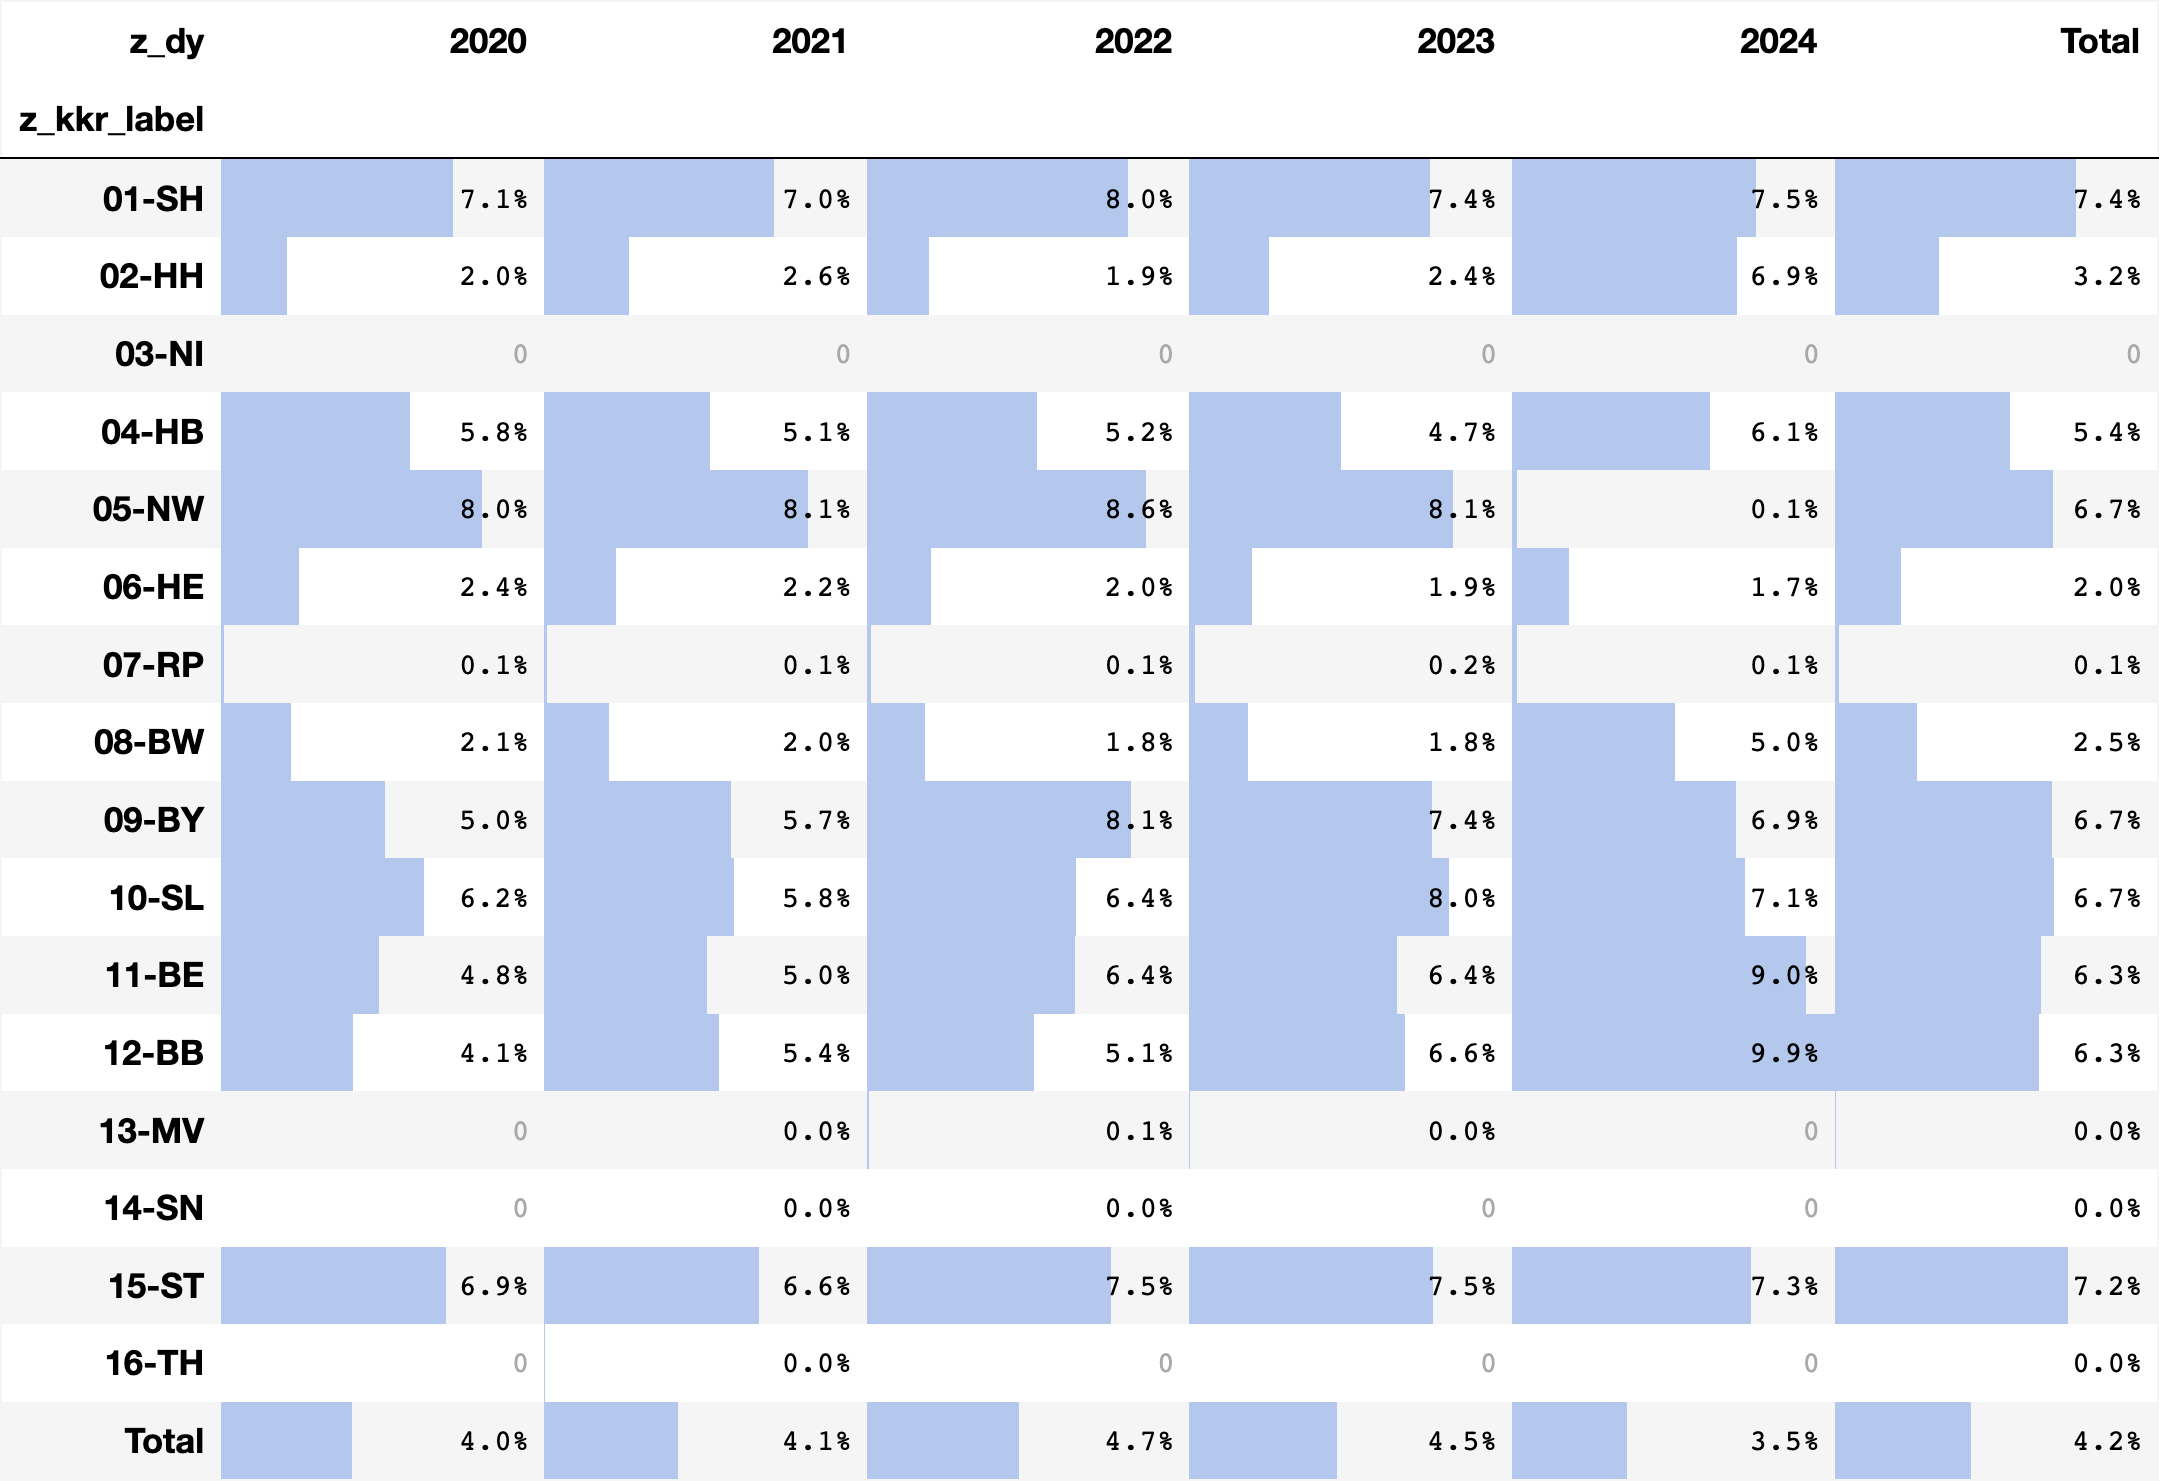 z_dy 2020 2021 2022 2023 2024 Total
z_kkr_label
01-SH 7.1% 7.0% 8.0% 7.4% 7.5% 7.4%
02-HH 2.0% 2.6% 1.9% 2.4% 6.9% 3.2%
03-NI 0 0 0 0 0 0
04-HB 5.8% 5.1% 5.2% 4.7% 6.1% 5.4%
05-NW 8.0% 8.1% 8.6% 8.1% 0.1% 6.7%
06-HE 2.4% 2.2% 2.0% 1.9% 1.7% 2.0%
07-RP 0.1% 0.1% 0.1% 0.2% 0.1% 0.1%
08-BW 2.1% 2.0% 1.8% 1.8% 5.0% 2.5%
09-BY 5.0% 5.7% 8.1% 7.4% 6.9% 6.7%
10-SL 6.2% 5.8% 6.4% 8.0% 7.1% 6.7%
11-BE 4.8% 5.0% 6.4% 6.4% 9.0% 6.3%
12-BB 4.1% 5.4% 5.1% 6.6% 9.9% 6.3%
13-MV 0 0.0% 0.1% 0.0% 0 0.0%
14-SN 0 0.0% 0.0% 0 0 0.0%
15-ST 6.9% 6.6% 7.5% 7.5% 7.3% 7.2%
16-TH 0 0.0% 0 0 0 0.0%
Total 4.0% 4.1% 4.7% 4.5% 3.5% 4.2%